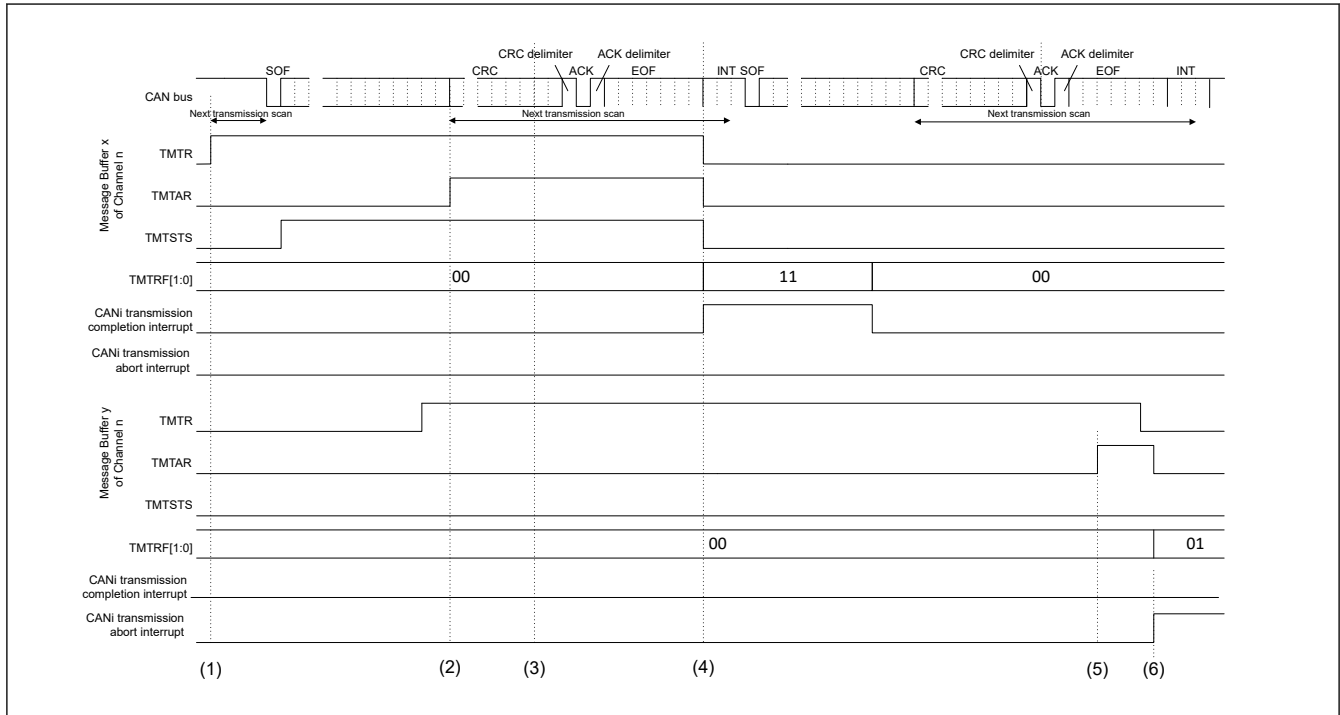 CRC delimiter ACK delimiter CRC delimiter ACK delimiter
SOF CRC ACK EOF INT SOF CRC ACK EOF INT
CAN bus
Next transmission scan Next transmission scan Next transmission scan
Message Buffer x
of Channel n
TMTR
TMTAR
TMTSTS
TMTRF[1:0] 00 11 00
CANi transmission
completion interrupt
CANi transmission
abort interrupt
Message Buffer y
of Channel n
TMTR
TMTAR
TMTSTS
TMTRF[1:0] 00 01
CANi transmission
completion interrupt
CANi transmission
abort interrupt
(1) (2) (3) (4) (5) (6)